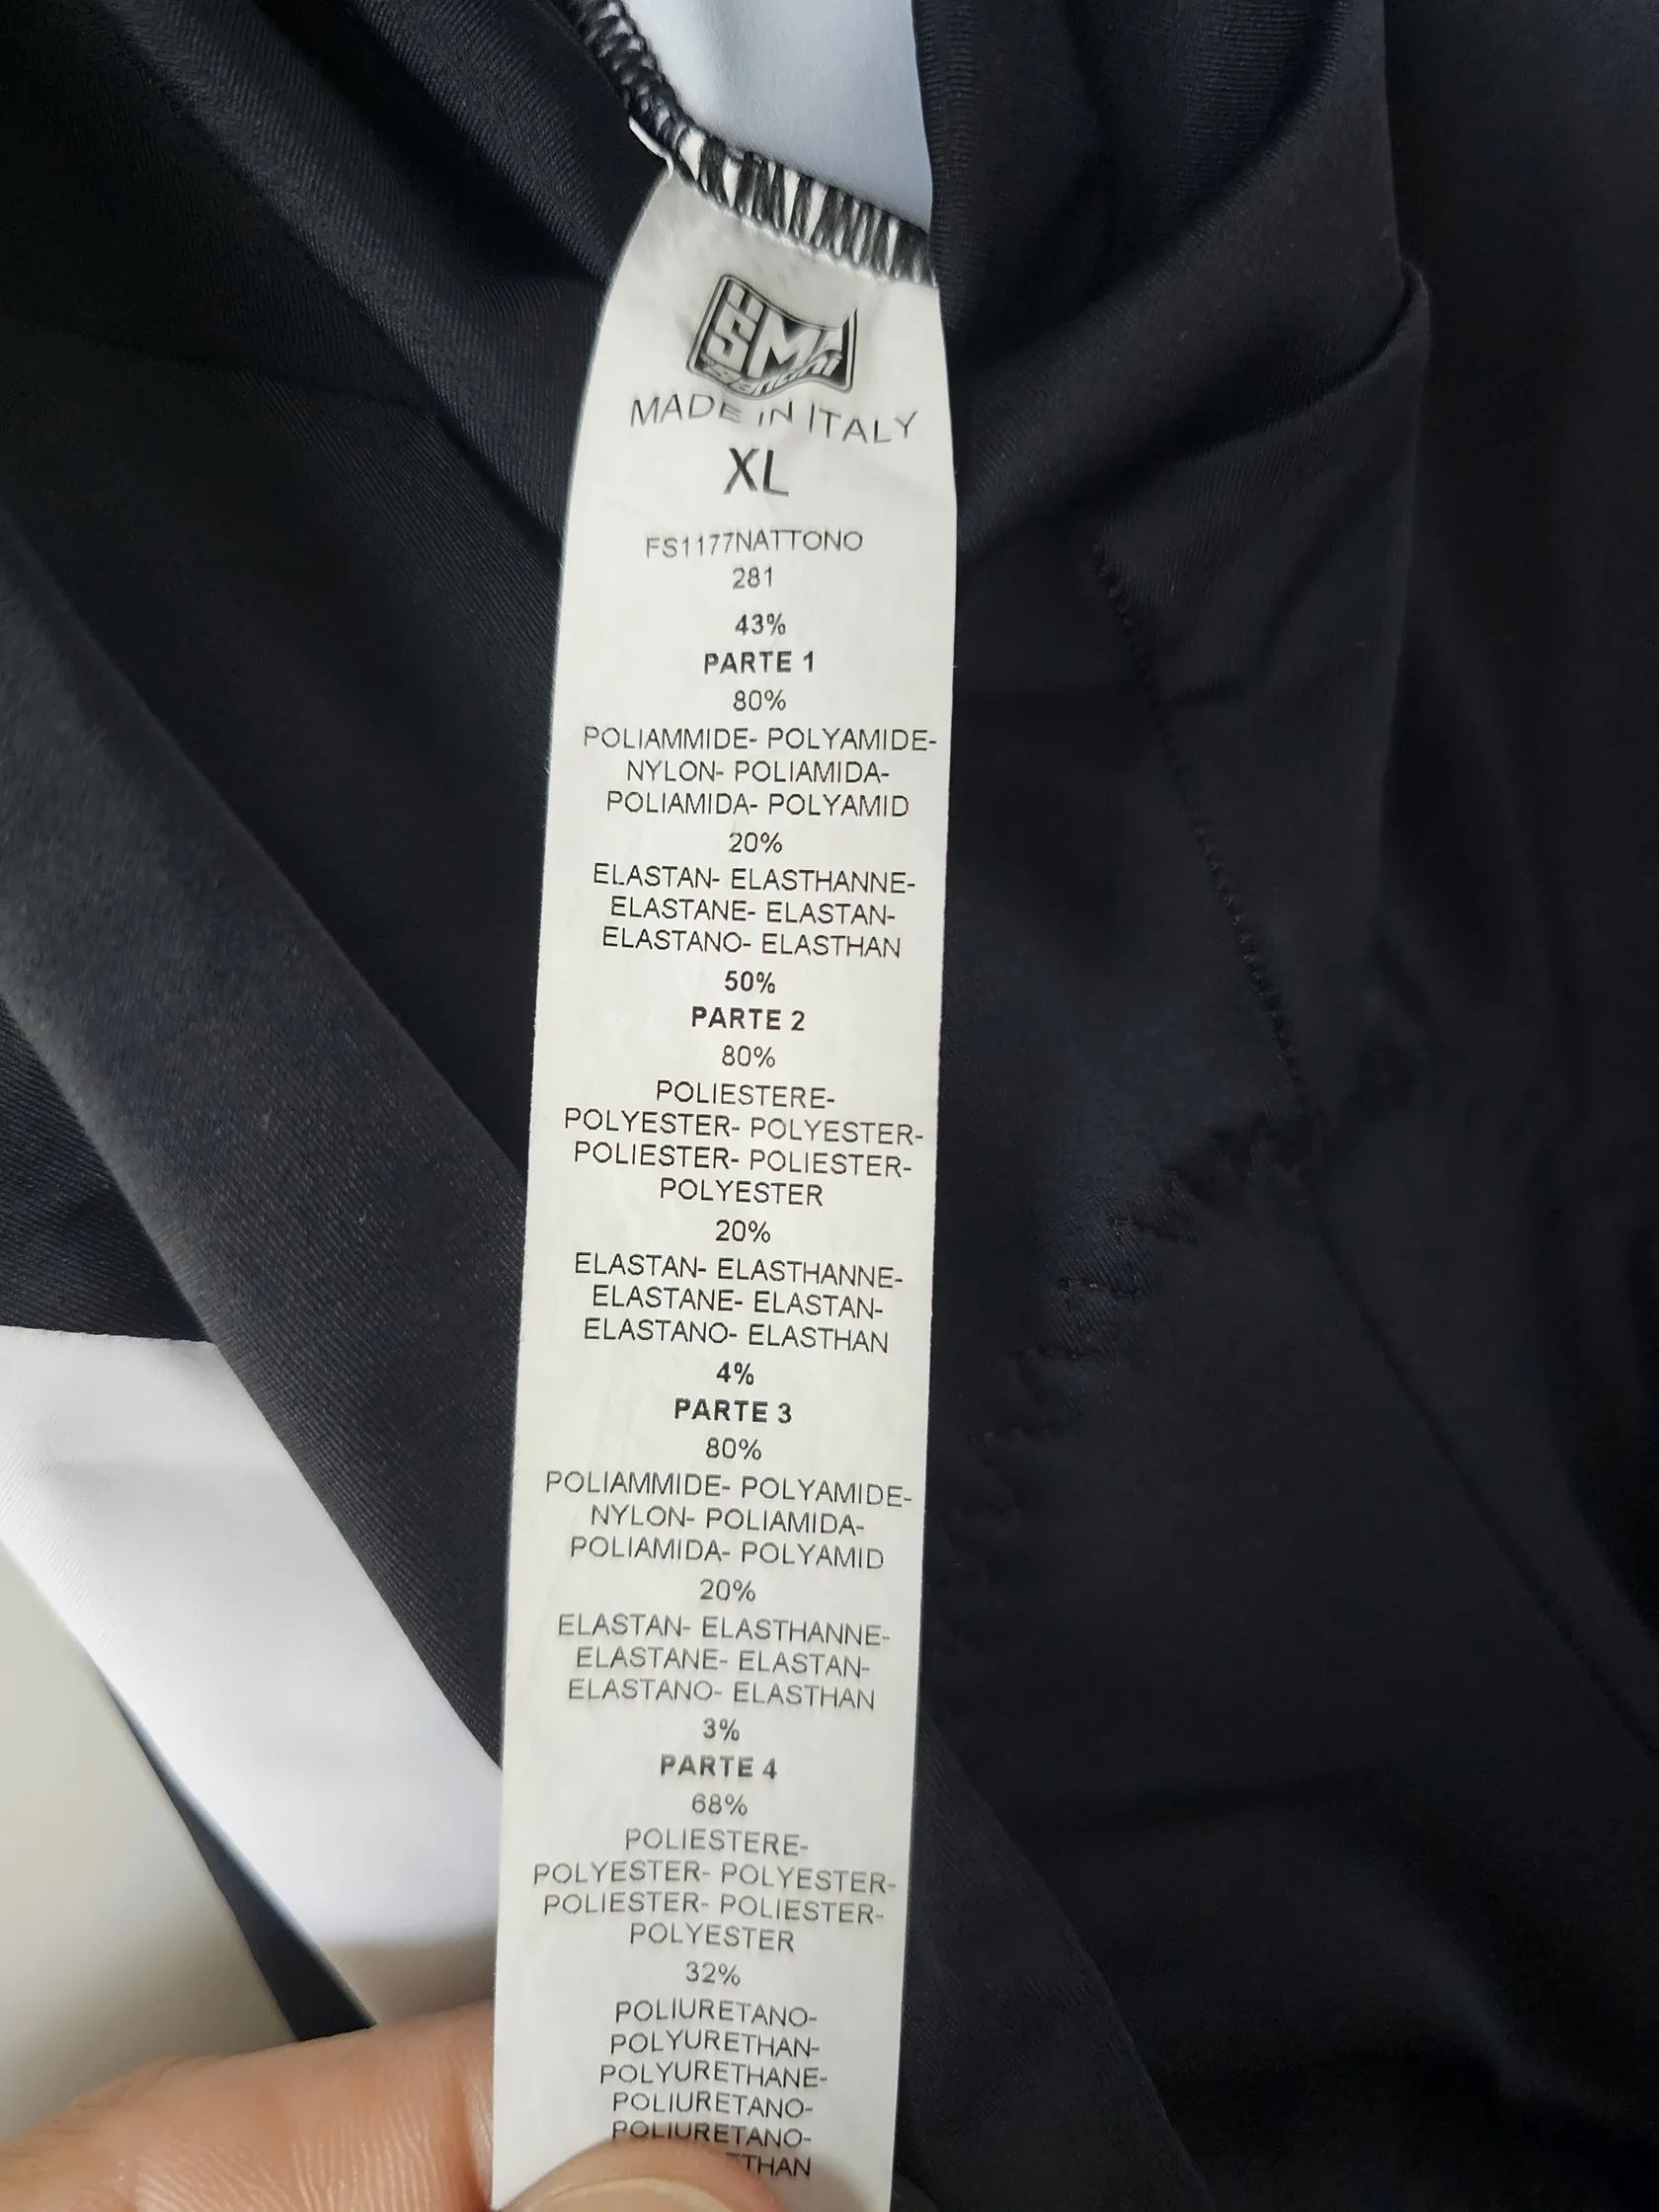 SMS
Santini
MADE IN ITALY
XL
FS1177NATTONO
281
43%
PARTE 1
80%
POLIAMMIDE- POLYAMIDE-
NYLON- POLIAMIDA-
POLIAMIDA- POLYAMID
20%
ELASTAN- ELASTHANNE-
ELASTANE- ELASTAN-
ELASTANO- ELASTHAN
50%
PARTE 2
80%
POLIESTERE-
POLYESTER- POLYESTER-
POLIESTER- POLIESTER-
POLYESTER
20%
ELASTAN- ELASTHANNE-
ELASTANE- ELASTAN-
ELASTANO- ELASTHAN
4%
PARTE 3
80%
POLIAMMIDE- POLYAMIDE-
NYLON- POLIAMIDA-
POLIAMIDA- POLYAMID
20%
ELASTAN- ELASTHANNE-
ELASTANE- ELASTAN-
ELASTANO- ELASTHAN
3%
PARTE 4
68%
POLIESTERE-
POLYESTER- POLYESTER-
POLIESTER- POLIESTER-
POLYESTER
32%
POLIURETANO-
POLYURETHAN-
POLYURETHANE-
POLIURETANO-
POLIURETANO-